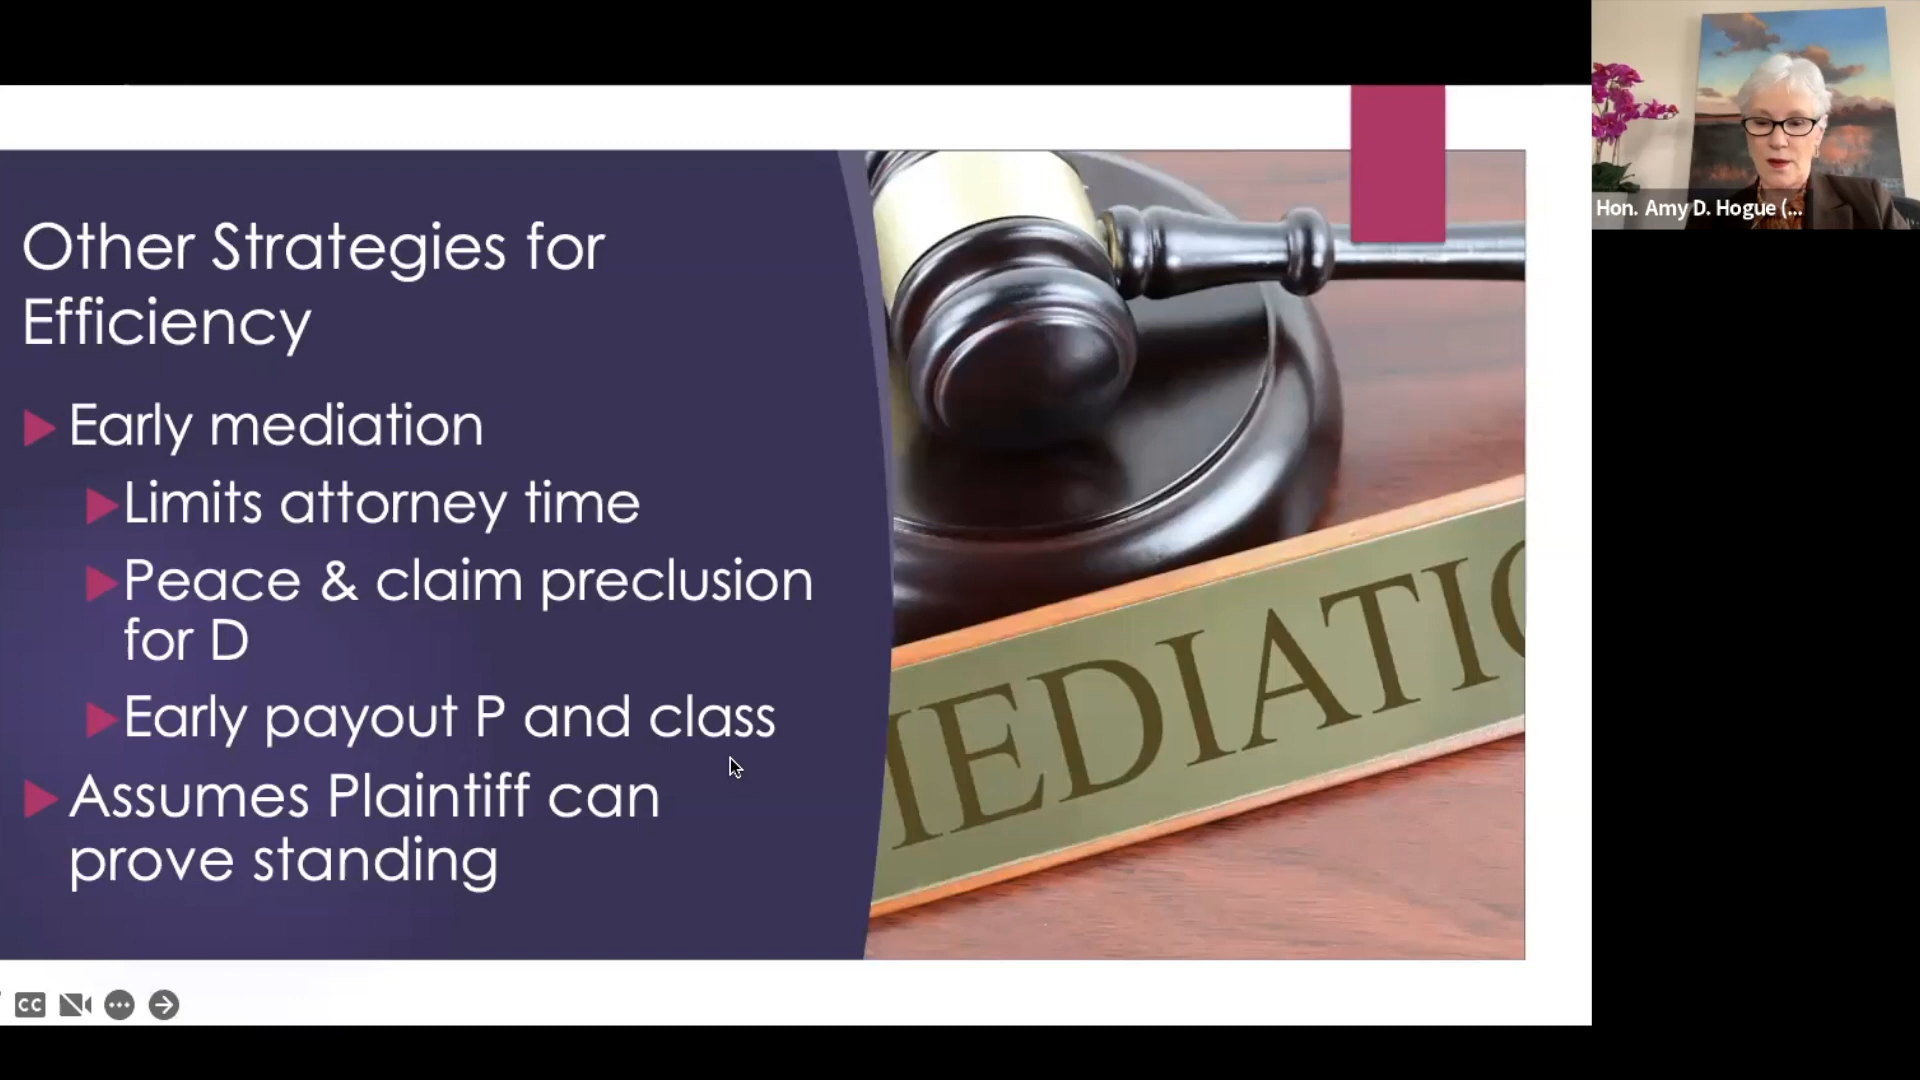 Other Strategies for
Efficiency
Early mediation
Limits attorney time
Peace & claim preclusion
for D
Early payout P and class
Assumes Plaintiff can
prove standing
MEDIATIO
Hon. Amy D. Hogue (...
CC